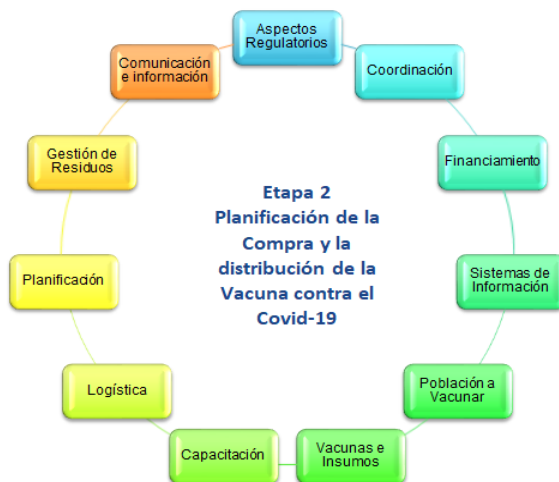 Aspectos
Regulatorios
Coordinación
Financiamiento
Sistemas de
Información
Población a
Vacunar
Vacunas e
Insumos
Capacitación
Logística
Planificación
Gestión de
Residuos
Comunicación
e información
Etapa 2
Planificación de la
Compra y la
distribución de la
Vacuna contra el
Covid-19